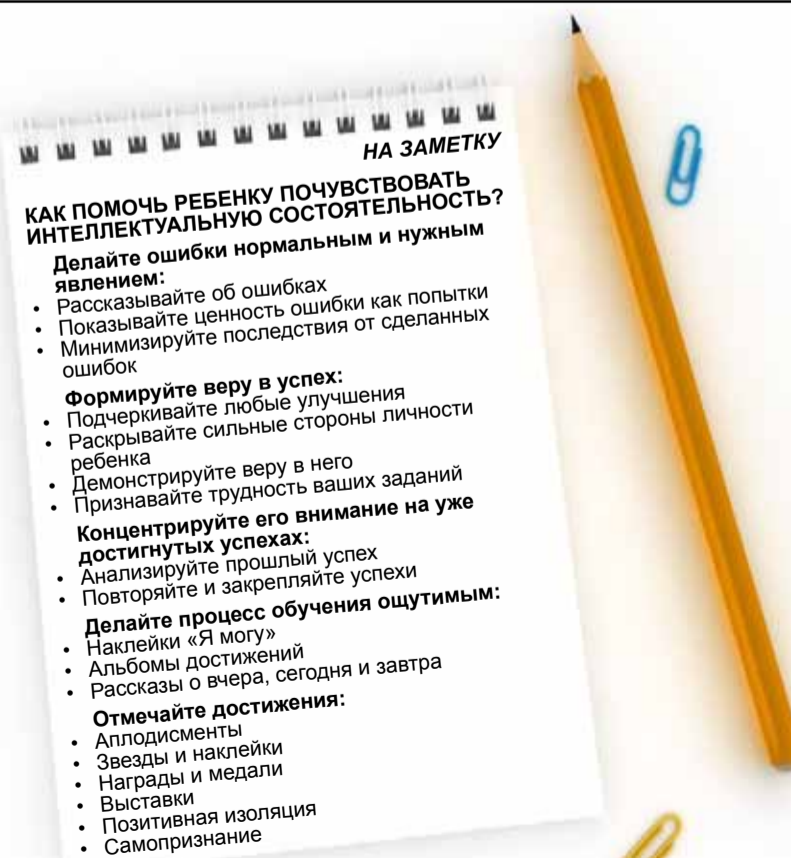 НА ЗАМЕТКУ
КАК ПОМОЧЬ РЕБЕНКУ ПОЧУВСТВОВАТЬ
ИНТЕЛЛЕКТУАЛЬНУЮ СОСТОЯТЕЛЬНОСТЬ?
Делайте ошибки нормальным и нужным
явлением:
• Рассказывайте об ошибках
• Показывайте ценность ошибки как попытки
• Минимизируйте последствия от сделанных
ошибок
Формируйте веру в успех:
• Подчеркивайте любые улучшения
• Раскрывайте сильные стороны личности
ребенка
• Демонстрируйте веру в него
• Признавайте трудность ваших заданий
Концентрируйте его внимание на уже
достигнутых успехах:
• Анализируйте прошлый успех
• Повторяйте и закрепляйте успехи
Делайте процесс обучения ощутимым:
• Наклейки «Я могу»
• Альбомы достижений
• Рассказы о вчера, сегодня и завтра
Отмечайте достижения:
• Аплодисменты
• Звезды и наклейки
• Награды и медали
• Выставки
• Позитивная изоляция
• Самопризнание